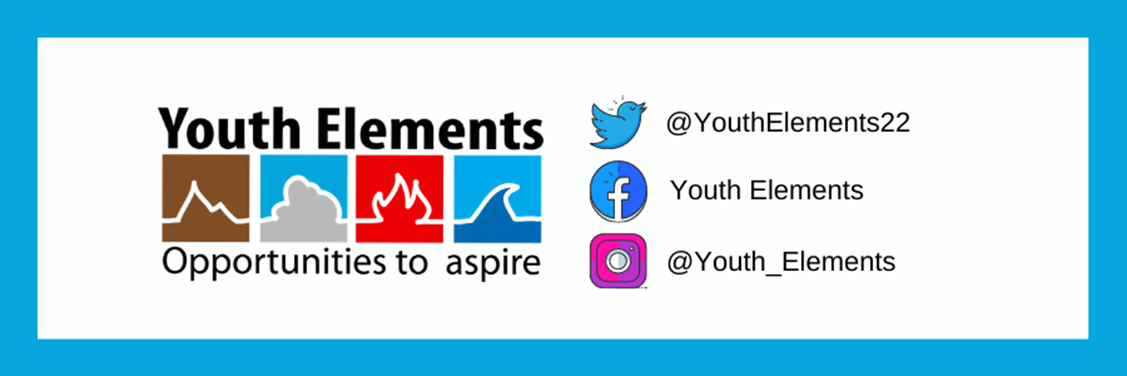 Youth Elements
Opportunities to aspire
@YouthElements22
Youth Elements
@Youth_Elements